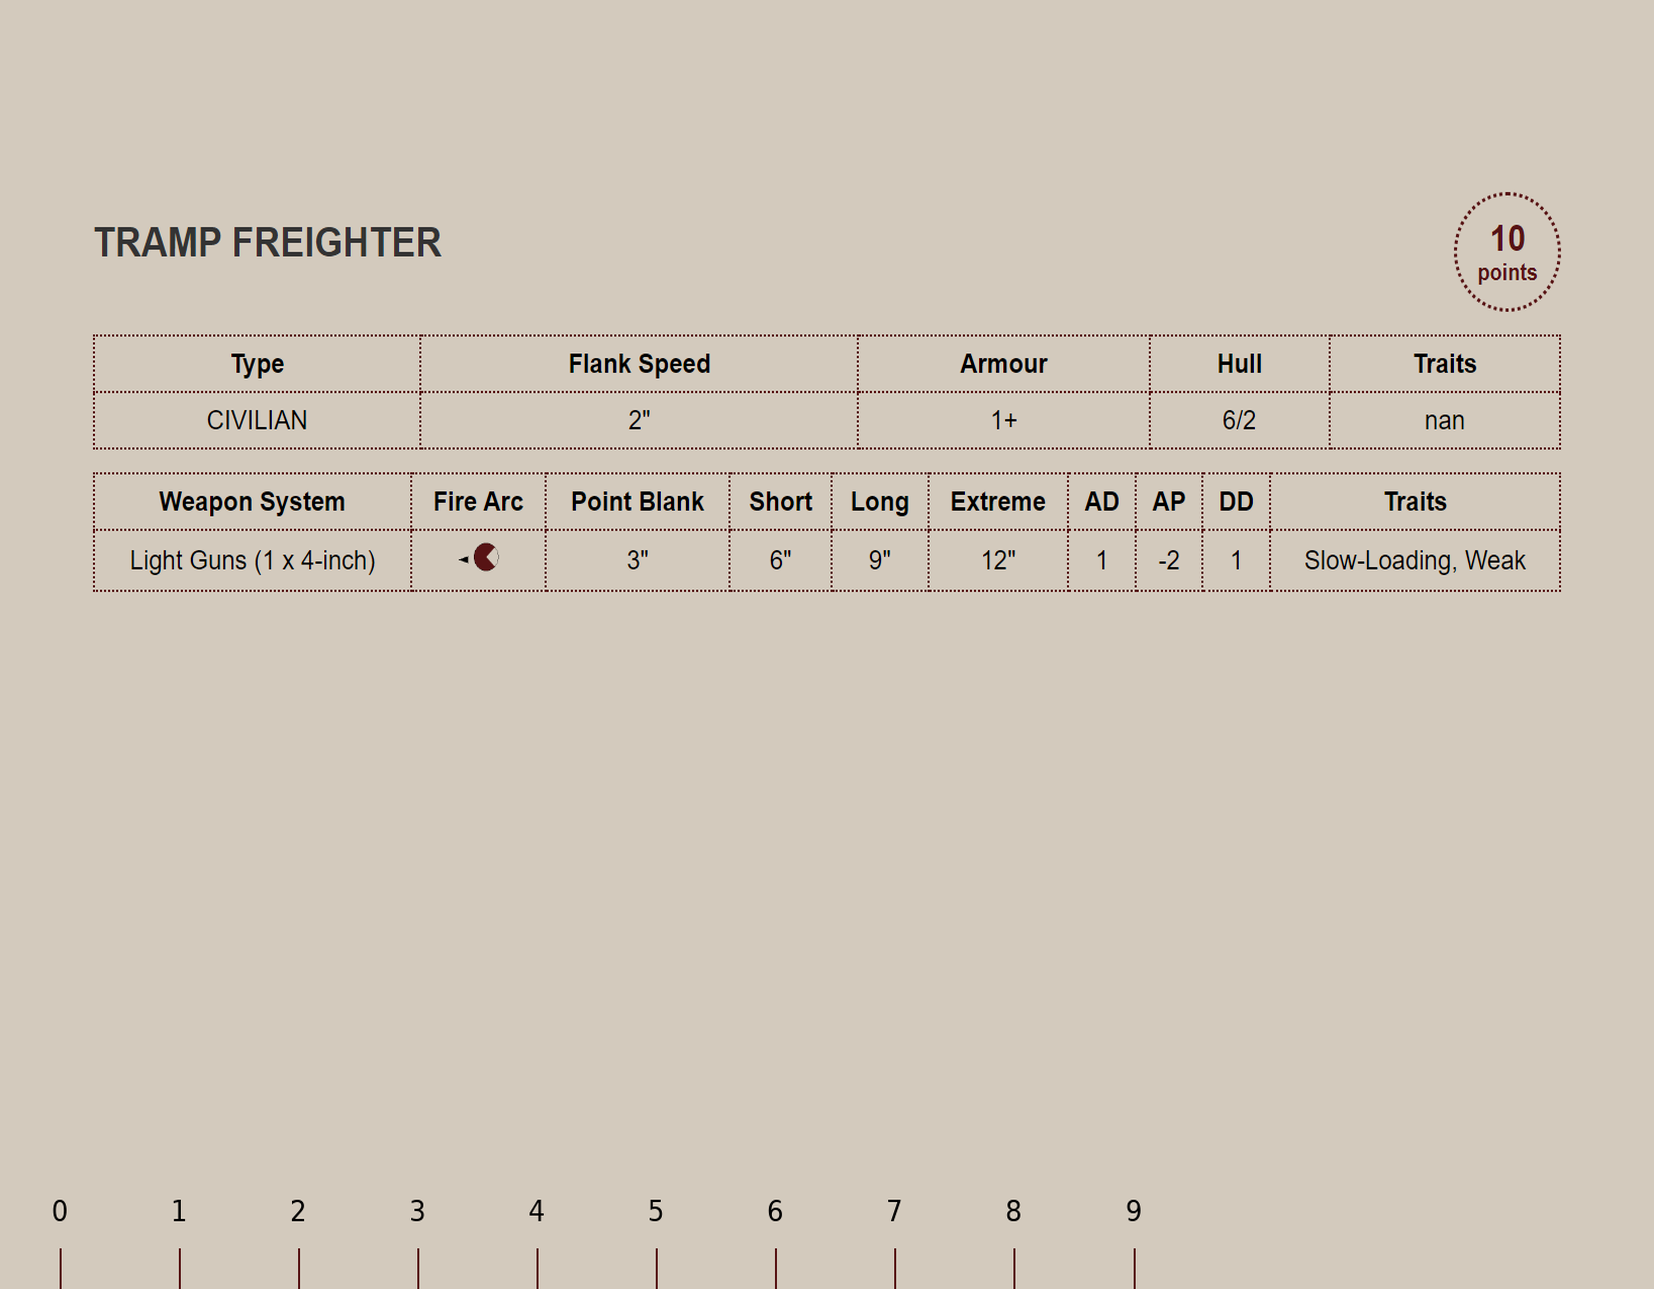 TRAMP FREIGHTER
10
points
Type Flank Speed Armour Hull Traits
CIVILIAN 2" 1+ 6/2 nan
Weapon System Fire Arc Point Blank Short Long Extreme AD AP DD Traits
Light Guns (1 x 4-inch) 3" 6" 9" 12" 1 -2 1 Slow-Loading, Weak
0 1 2 3 4 5 6 7 8 9